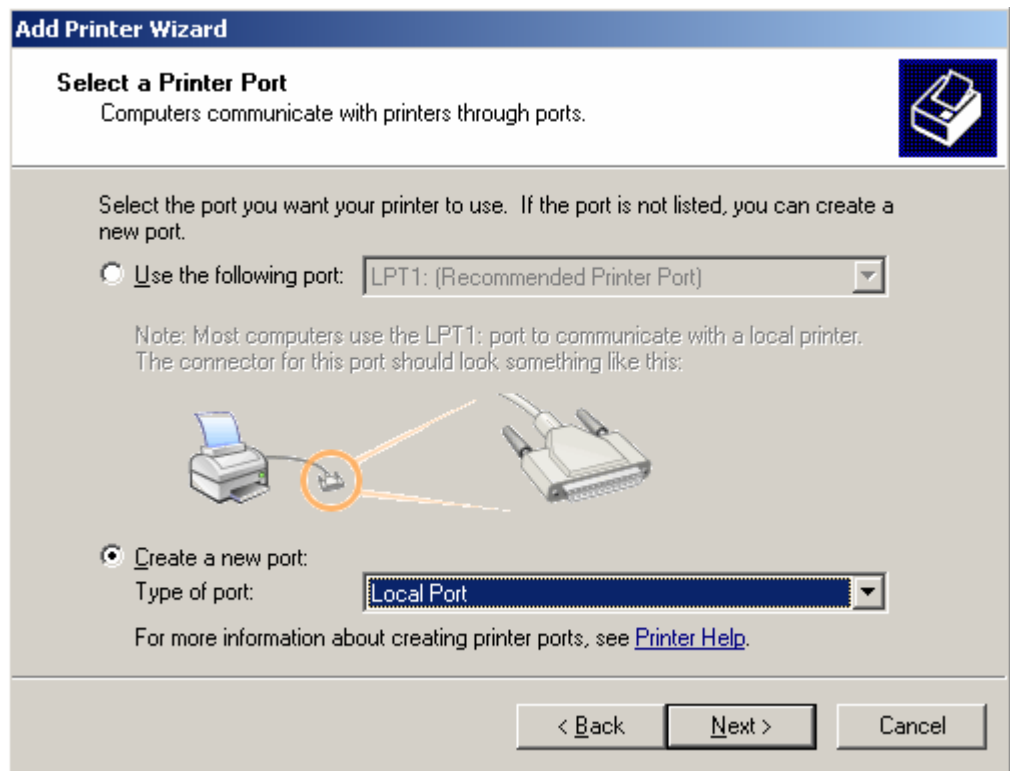 Add Printer Wizard
Select a Printer Port
Computers communicate with printers through ports.
Select the port you want your printer to use.  If the port is not listed, you can create a
new port.
Use the following port:
LPT1: (Recommended Printer Port)
Note: Most computers use the LPT1: port to communicate with a local printer.
The connector for this port should look something like this:
Create a new port:
Type of port:
Local Port
For more information about creating printer ports, see Printer Help.
< Back
Next >
Cancel